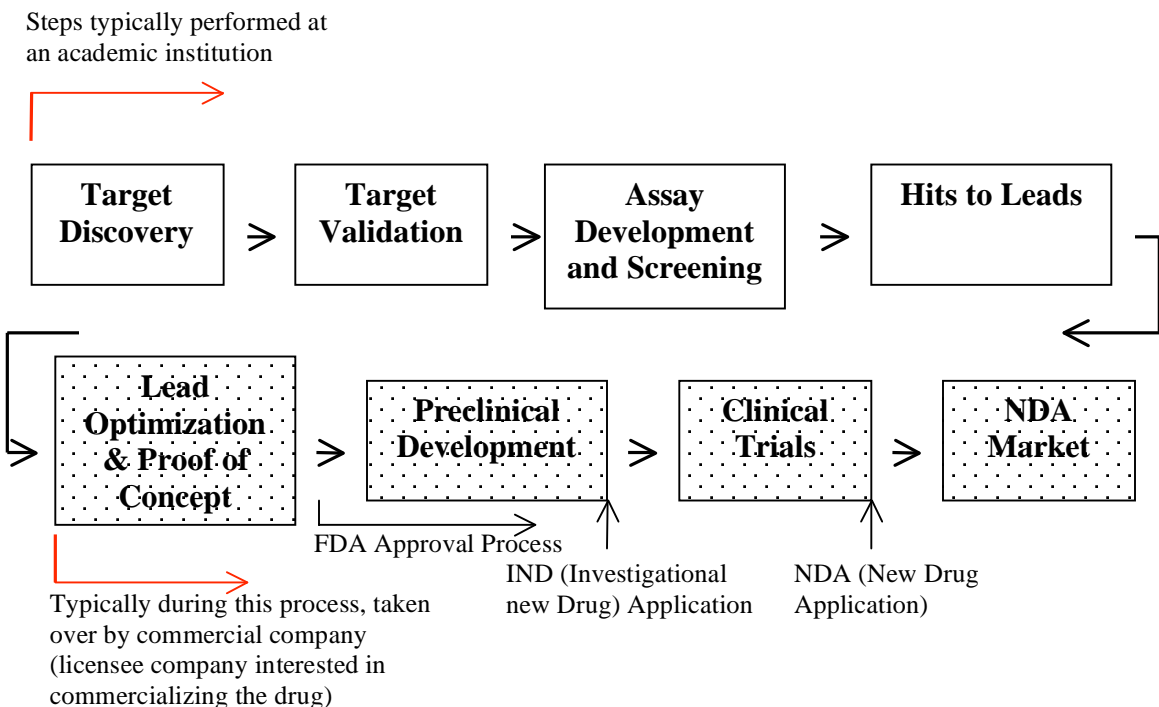 Steps typically performed at
an academic institution
Target
Discovery
Target
Validation
Assay
Development
and Screening
Hits to Leads
Lead
Optimization
& Proof of
Concept
Preclinical
Development
Clinical
Trials
NDA
Market
FDA Approval Process
IND (Investigational
new Drug) Application
NDA (New Drug
Application)
Typically during this process, taken
over by commercial company
(licensee company interested in
commercializing the drug)